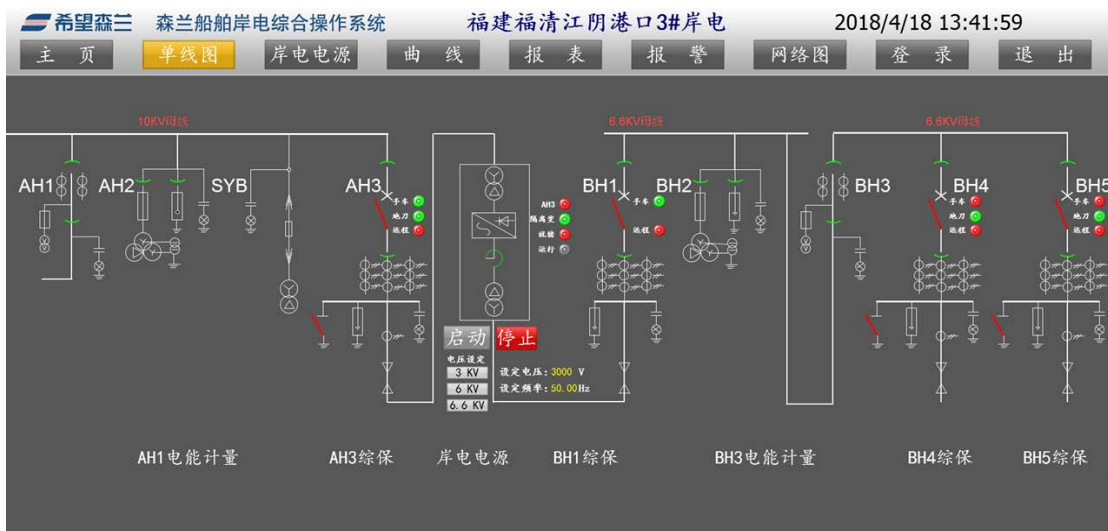 希望森兰 森兰船舶岸电综合操作系统 福建福清江阴港口3#岸电 2018/4/18 13:41:59
主 页 单线图 岸电电源 曲 线 报 表 报 警 网络图 登 录 退 出
10KV母线 6.6KV母线 6.6KV母线
AH1 AH2 SYB AH3 BH1 BH2 BH3 BH4 BH5
手车 AH3 手车 手车 手车
地刀 隔离变 地刀 地刀
远程 就绪 远程 远程 远程
运行
启动 停止
电压设定
3 KV 设定电压:3000 V
6 KV 设定频率:50.00Hz
6.6 KV
AH1电能计量 AH3综保 岸电电源 BH1综保 BH3电能计量 BH4综保 BH5综保